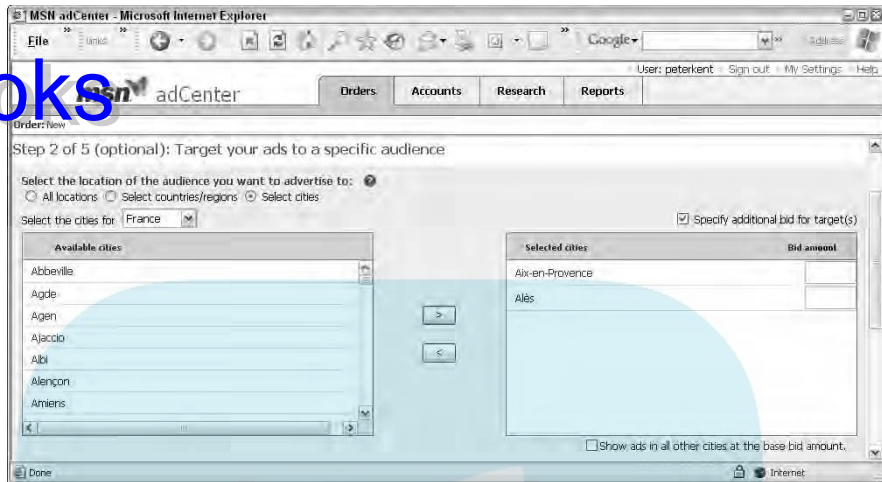 MSN adCenter - Microsoft Internet Explorer
File » Links » Google » Address
User: peterkent Sign out My Settings Help
oks
msn adCenter Orders Accounts Research Reports
Order: New
Step 2 of 5 (optional): Target your ads to a specific audience
Select the location of the audience you want to advertise to:
All locations Select countries/regions Select cities
Select the cities for France Specify additional bid for target(s)
Available cities Selected cities Bid amount
Abbeville Aix-en-Provence
Agde Alès
Agen >
Ajaccio
Albi <
Alençon
Amiens
Show ads in all other cities at the base bid amount.
Done Internet